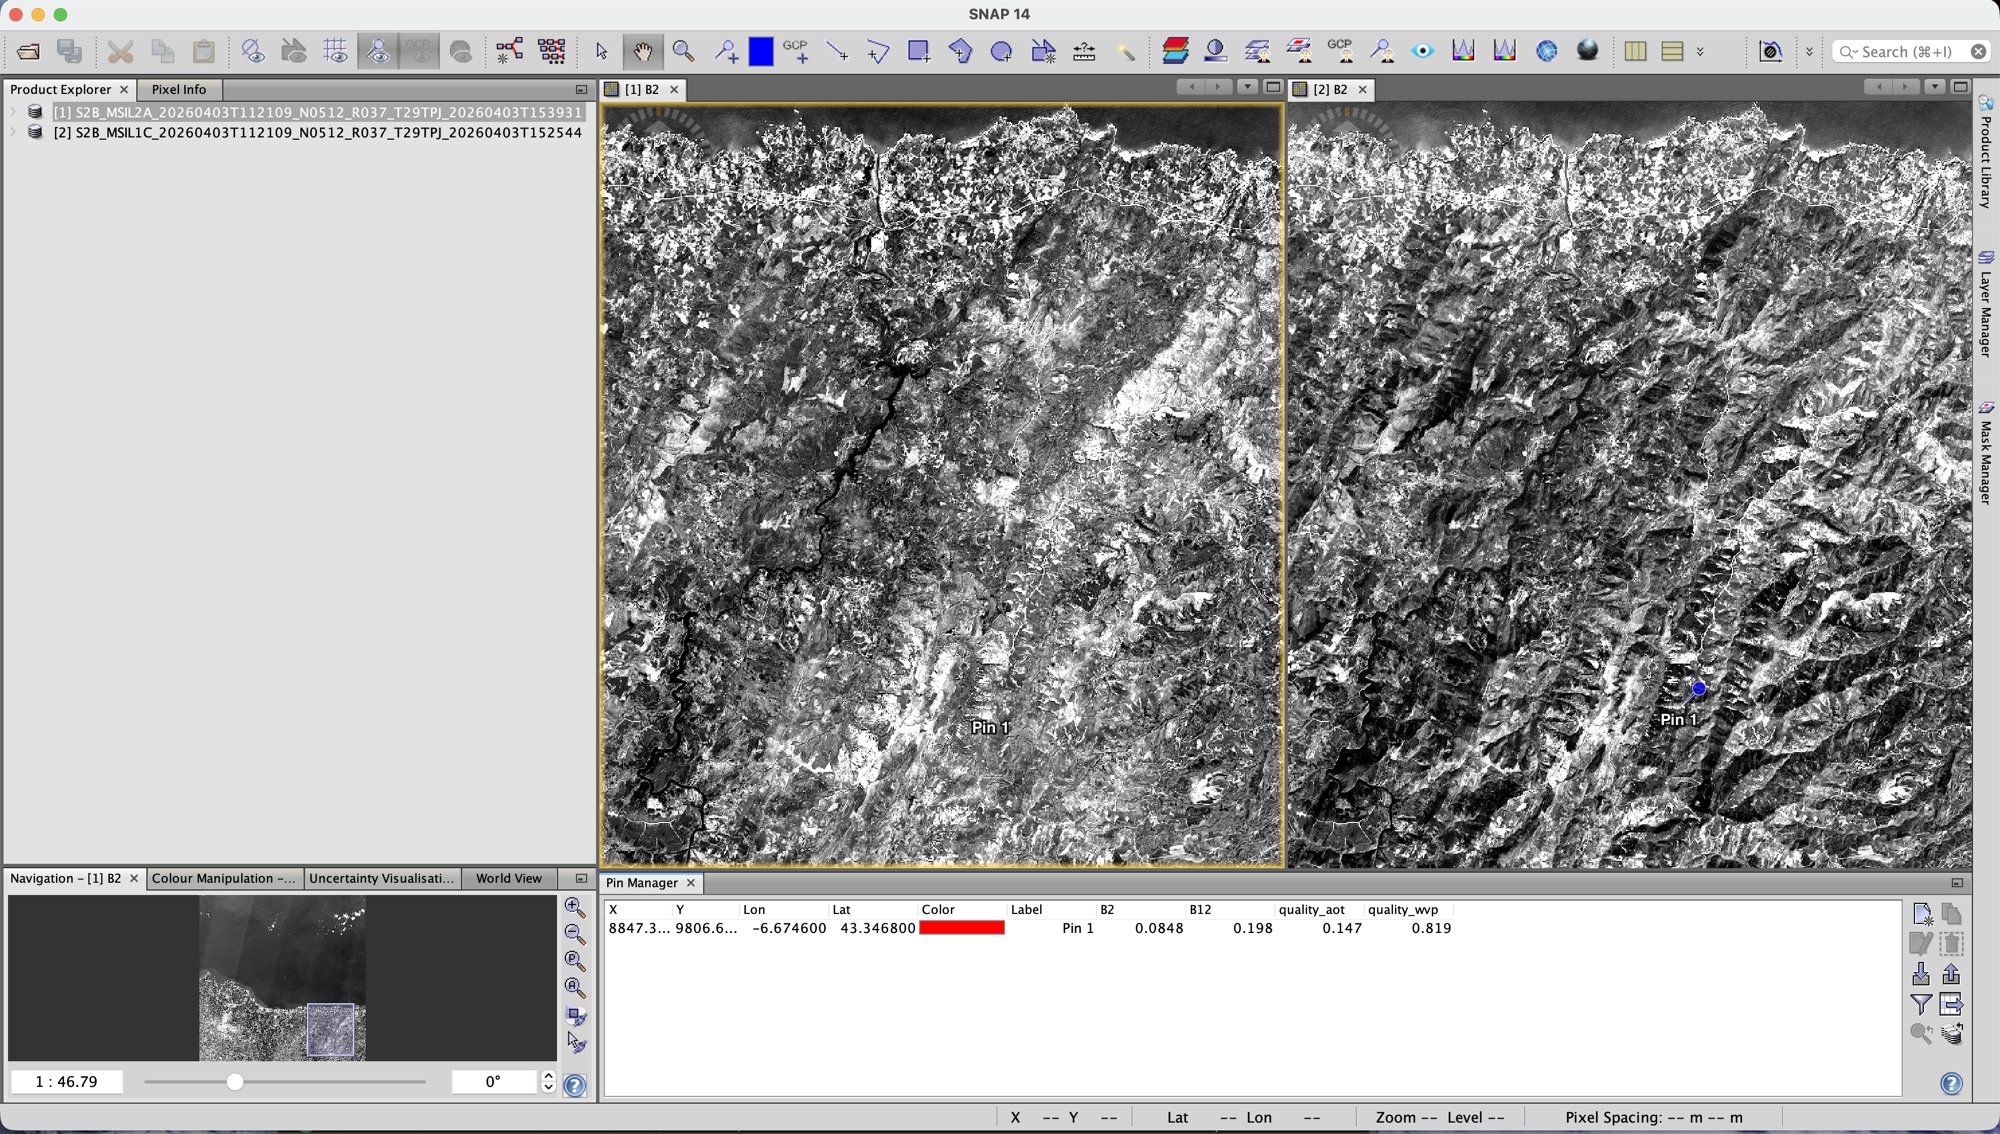 SNAP 14
GCP GCP GCP Search (⌘+I)
Product Explorer Pixel Info
[1] S2B_MSIL2A_20260403T112109_N0512_R037_T29TPJ_20260403T153931
[2] S2B_MSIL1C_20260403T112109_N0512_R037_T29TPJ_20260403T152544
[1] B2
[2] B2
Pin 1
Pin 1
Product Library
Layer Manager
Mask Manager
Navigation - [1] B2 Colour Manipulation -... Uncertainty Visualisati... World View
1 : 46.79 0°
Pin Manager
X Y Lon Lat Color Label B2 B12 quality_aot quality_wvp
8847.3... 9806.6... -6.674600 43.346800 Pin 1 0.0848 0.198 0.147 0.819
X -- Y -- Lat -- Lon -- Zoom -- Level -- Pixel Spacing: -- m -- m